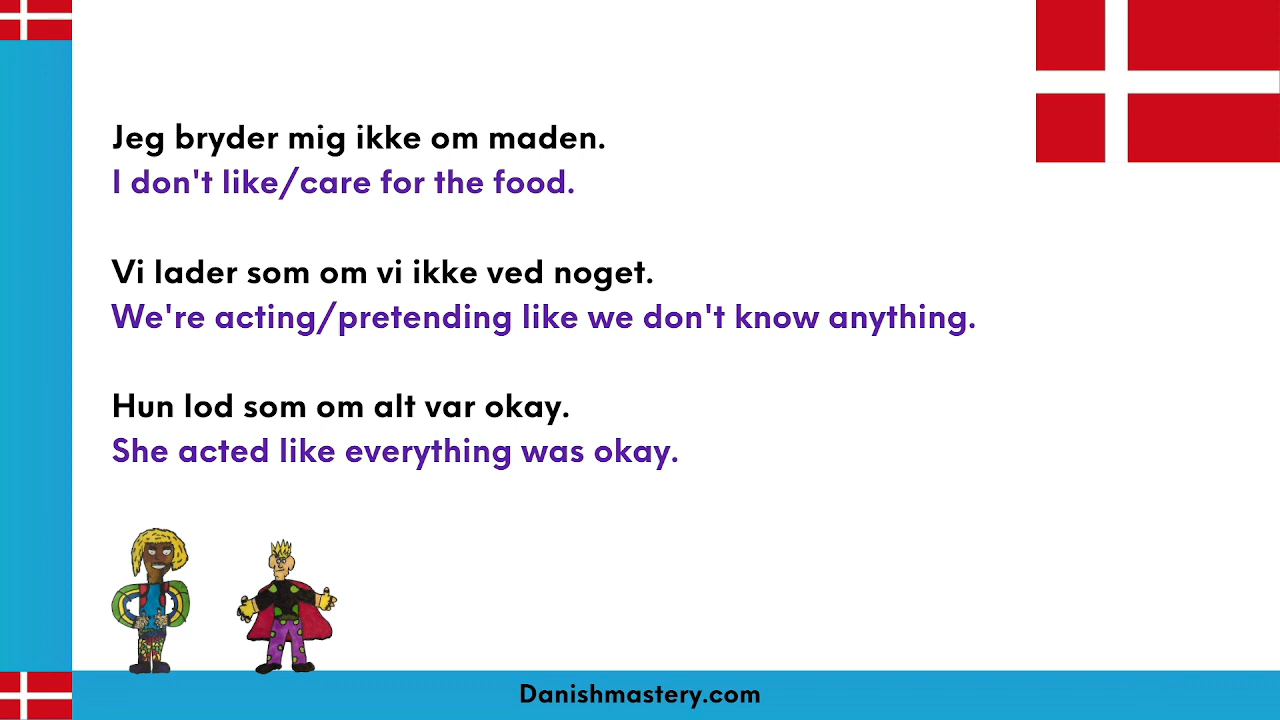 Jeg bryder mig ikke om maden.
I don't like/care for the food.
Vi lader som om vi ikke ved noget.
We're acting/pretending like we don't know anything.
Hun lod som om alt var okay.
She acted like everything was okay.
Danishmastery.com